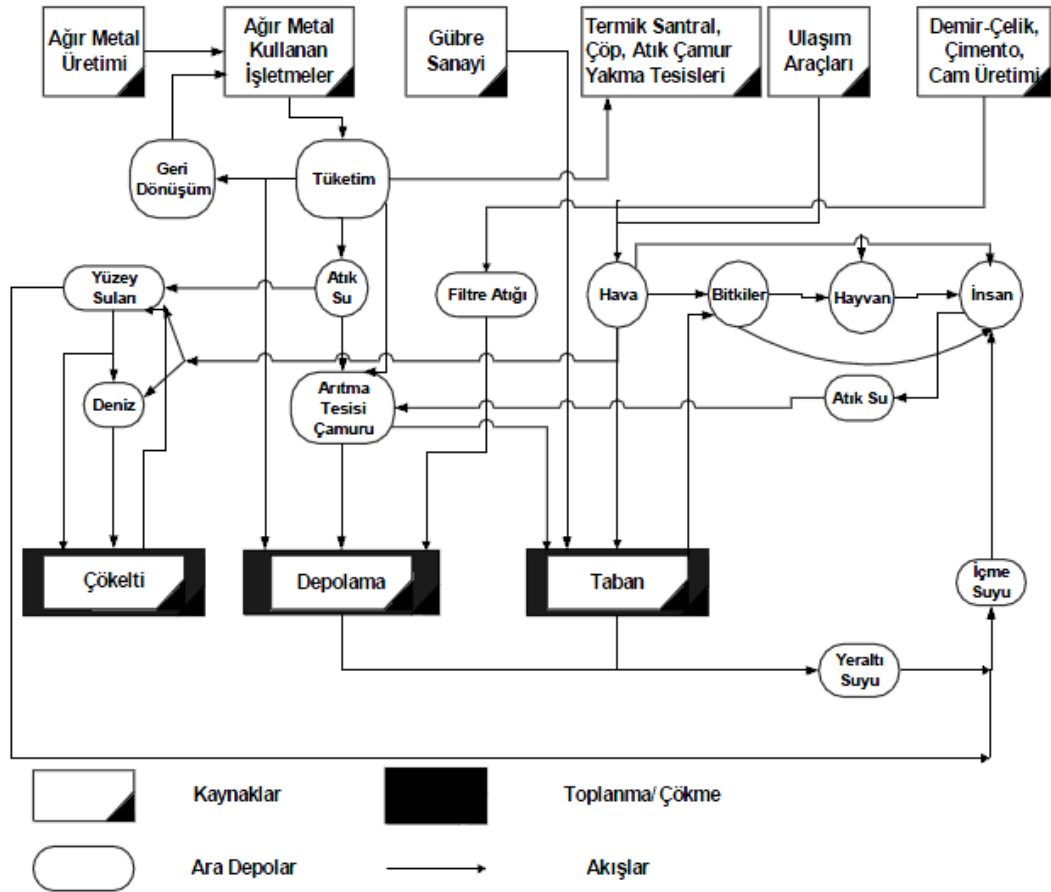 Ağır Metal
Üretimi
Ağır Metal
Kullanan
İşletmeler
Gübre
Sanayi
Termik Santral,
Çöp, Atık Çamur
Yakma Tesisleri
Ulaşım
Araçları
Demir-Çelik,
Çimento,
Cam Üretimi
Geri
Dönüşüm
Tüketim
Yüzey
Suları
Atık
Su
Filtre Atığı
Hava
Bitkiler
Hayvan
İnsan
Deniz
Arıtma
Tesisi
Çamuru
Atık Su
Çökelti
Depolama
Taban
İçme
Suyu
Yeraltı
Suyu
Kaynaklar
Toplanma/ Çökme
Ara Depolar
Akışlar